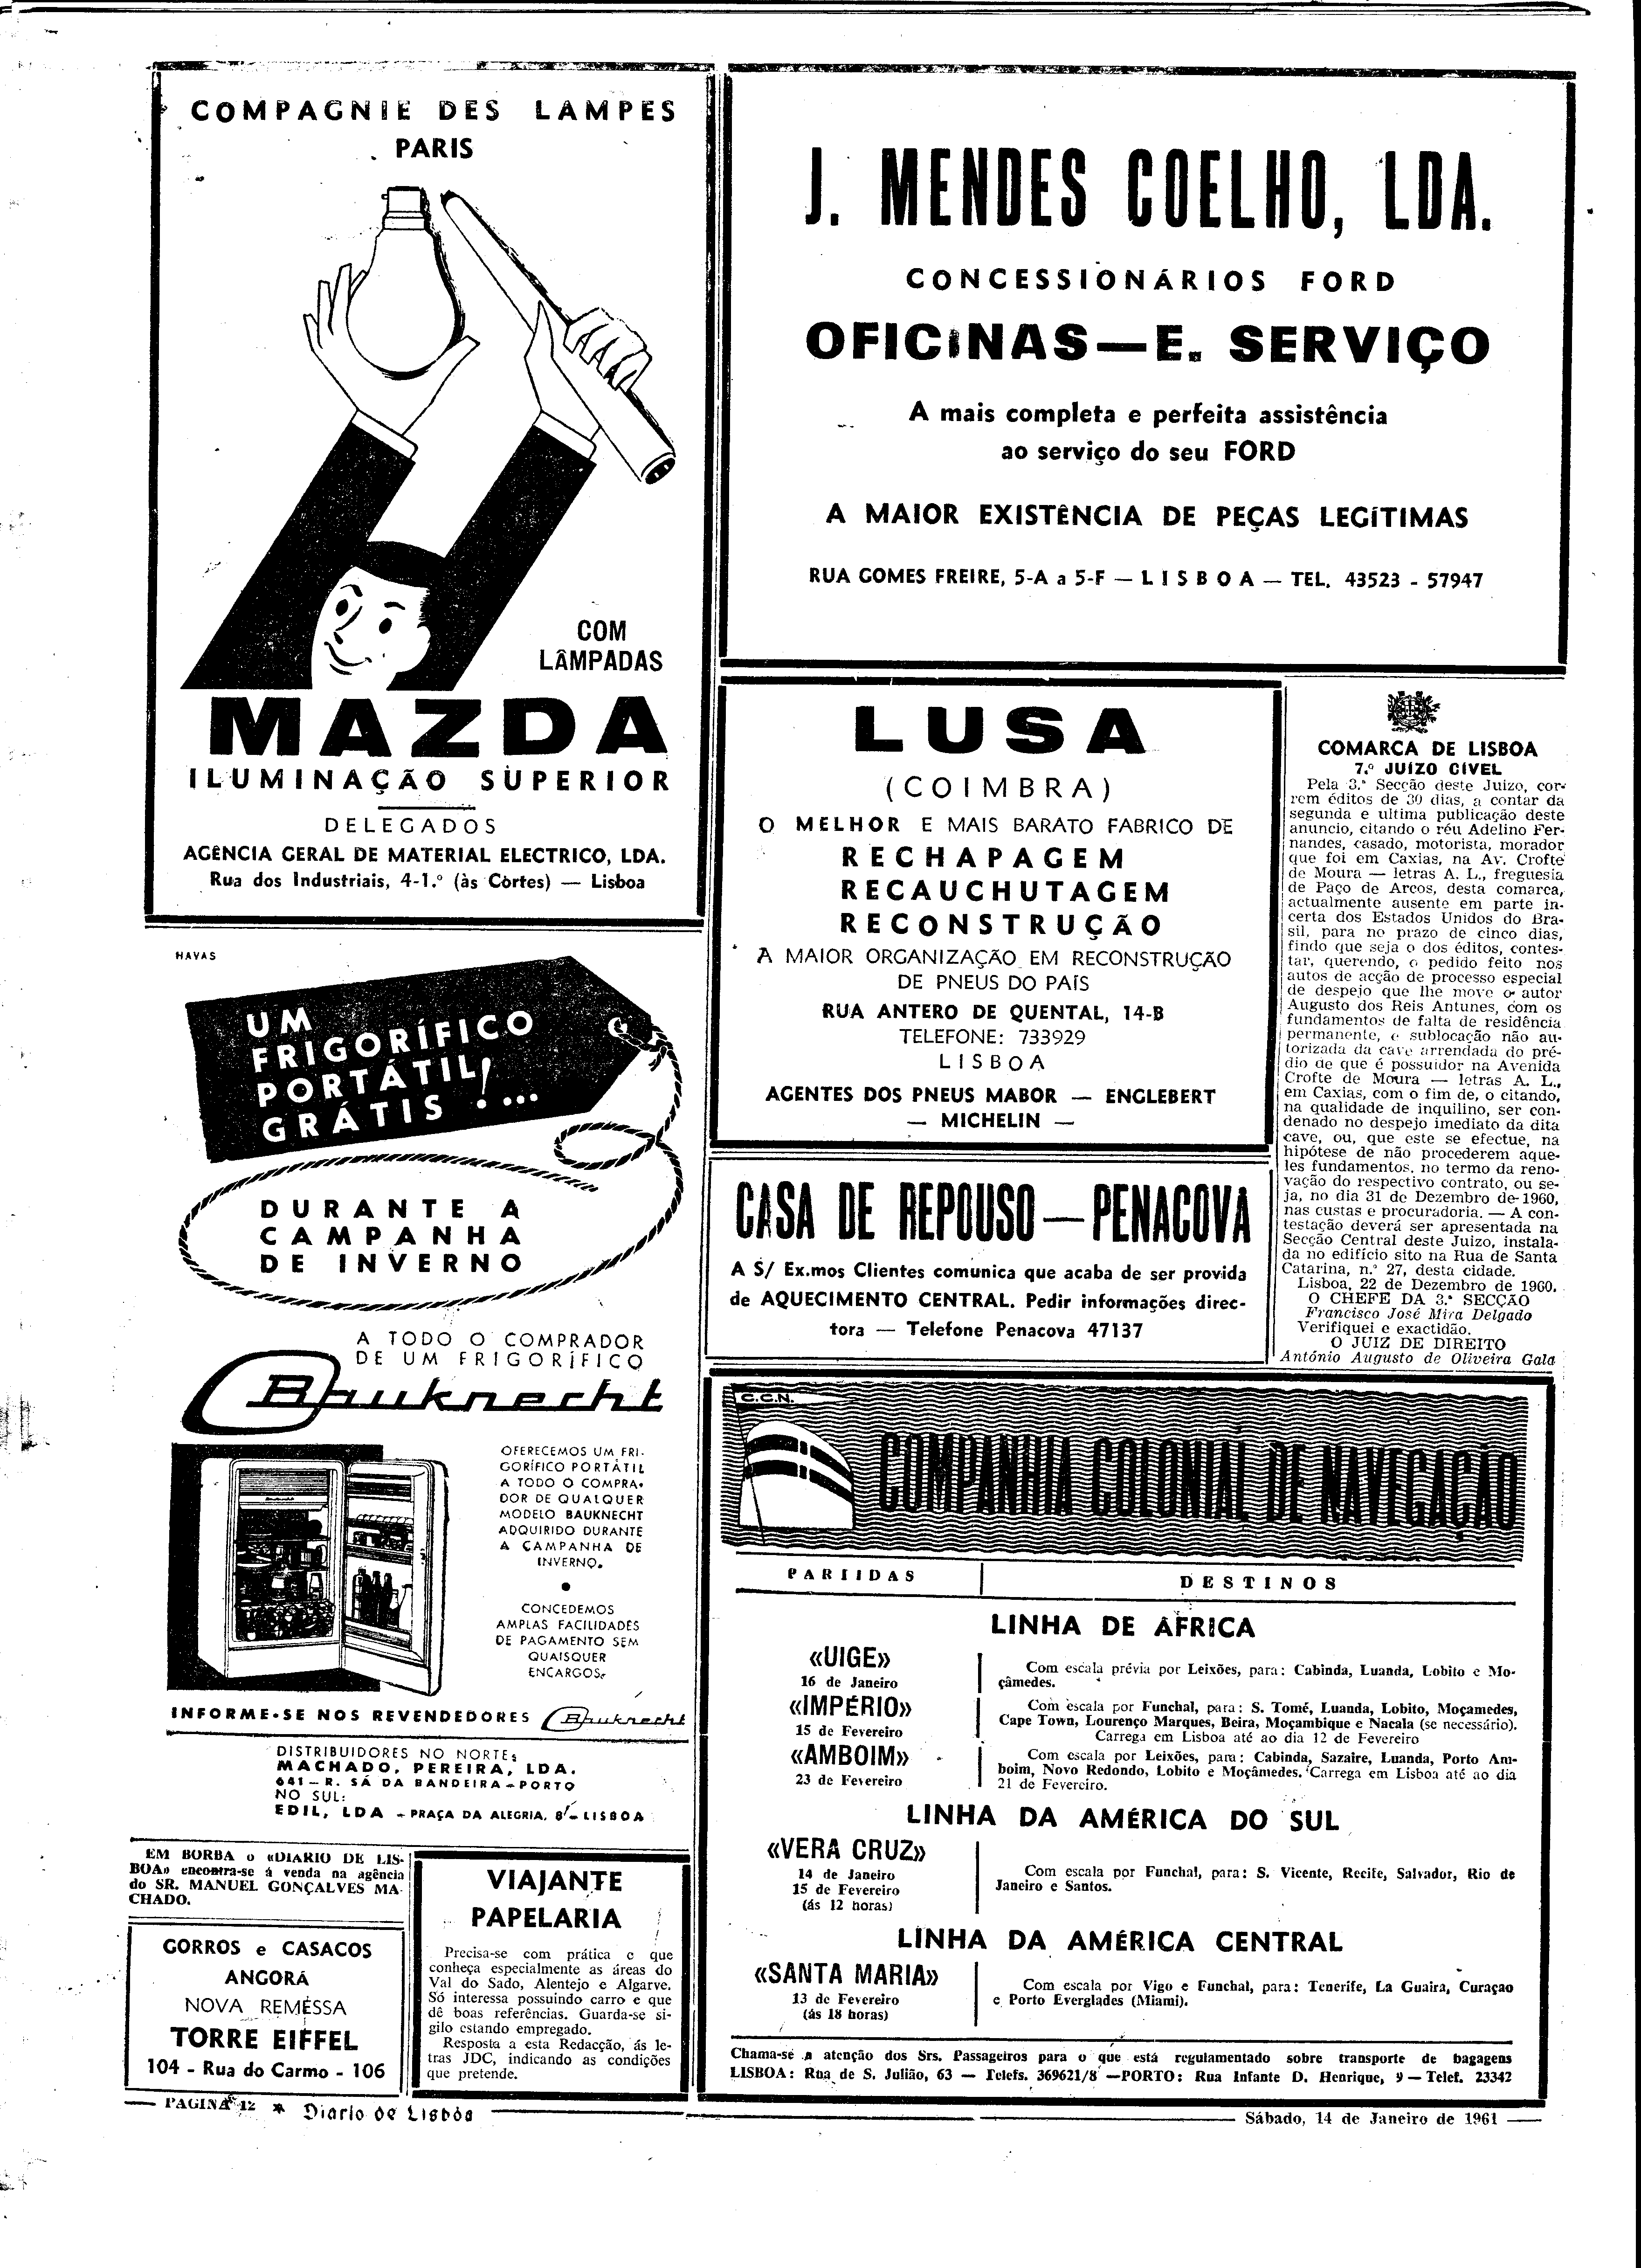 COMPAGNIE DES LAMPES
PARIS
COM
LÂMPADAS
MAZDA
ILUMINAÇÃO SUPERIOR
DELEGADOS
AGÊNCIA GERAL DE MATERIAL ELECTRICO, LDA.
Rua dos Industriais, 4-1.º (às Côrtes) — Lisboa
J. MENDES COELHO, LDA.
CONCESSIONÁRIOS FORD
OFICINAS—E. SERVIÇO
A mais completa e perfeita assistência
ao serviço do seu FORD
A MAIOR EXISTÊNCIA DE PEÇAS LEGÍTIMAS
RUA GOMES FREIRE, 5-A a 5-F — LISBOA — TEL. 43523 - 57947
LUSA
(COIMBRA)
O MELHOR E MAIS BARATO FABRICO DE
RECHAPAGEM
RECAUCHUTAGEM
RECONSTRUÇÃO
A MAIOR ORGANIZAÇÃO EM RECONSTRUÇÃO
DE PNEUS DO PAÍS
RUA ANTERO DE QUENTAL, 14-B
TELEFONE: 733929
LISBOA
AGENTES DOS PNEUS MABOR — ENGLEBERT
— MICHELIN —
COMARCA DE LISBOA
7.º JUÍZO CÍVEL
Pela 3.ª Secção deste Juizo, cor-
rem éditos de 30 dias, a contar da
segunda e ultima publicação deste
anuncio, citando o réu Adelino Fer-
nandes, casado, motorista, morador
que foi em Caxias, na Av. Crofte
de Moura — letras A. L., freguesia
de Paço de Arcos, desta comarca,
actualmente ausente em parte in-
certa dos Estados Unidos do Bra-
sil, para no prazo de cinco dias,
findo que seja o dos éditos, contes-
tar, querendo, o pedido feito nos
autos de acção de processo especial
de despejo que lhe move o autor
Augusto dos Reis Antunes, com os
fundamentos de falta de residência
permanente, e sublocação não au-
torizada da cave arrendada do pré-
dio de que é possuidor na Avenida
Crofte de Moura — letras A. L.,
em Caxias, com o fim de, o citando,
na qualidade de inquilino, ser con-
denado no despejo imediato da dita
cave, ou, que este se efectue, na
hipótese de não procederem aque-
les fundamentos, no termo da reno-
vação do respectivo contrato, ou se-
ja, no dia 31 de Dezembro de 1960,
nas custas e procuradoria. — A con-
testação deverá ser apresentada na
Secção Central deste Juizo, instala-
da no edifício sito na Rua de Santa
Catarina, n.º 27, desta cidade.
Lisboa, 22 de Dezembro de 1960.
O CHEFE DA 3.ª SECÇÃO
Francisco José Mira Delgado
Verifiquei e exactidão.
O JUIZ DE DIREITO
António Augusto de Oliveira Gala
HAVAS
UM
FRIGORÍFICO
PORTÁTIL
GRÁTIS !...
DURANTE A
CAMPANHA
DE INVERNO
A TODO O COMPRADOR
DE UM FRIGORÍFICO
Bauknecht
OFERECEMOS UM FRI-
GORÍFICO PORTÁTIL
A TODO O COMPRA-
DOR DE QUALQUER
MODELO BAUKNECHT
ADQUIRIDO DURANTE
A CAMPANHA DE
INVERNO.
CONCEDEMOS
AMPLAS FACILIDADES
DE PAGAMENTO SEM
QUAISQUER
ENCARGOS.
INFORME-SE NOS REVENDEDORES Bauknecht
DISTRIBUIDORES NO NORTE:
MACHADO, PEREIRA, LDA.
641 — R. SÁ DA BANDEIRA — PORTO
NO SUL:
EDIL, LDA — PRAÇA DA ALEGRIA, 8 — LISBOA
CASA DE REPOUSO — PENACOVA
A S/ Ex.mos Clientes comunica que acaba de ser provida
de AQUECIMENTO CENTRAL. Pedir informações direc-
tora — Telefone Penacova 47137
C.C.N.
COMPANHIA COLONIAL DE NAVEGAÇÃO
PARTIDAS
DESTINOS
LINHA DE ÁFRICA
«UIGE»
16 de Janeiro
Com escala prévia por Leixões, para: Cabinda, Luanda, Lobito e Mo-
çâmedes.
«IMPÉRIO»
15 de Fevereiro
Com escala por Funchal, para: S. Tomé, Luanda, Lobito, Moçamedes,
Cape Town, Lourenço Marques, Beira, Moçambique e Nacala (se necessário).
Carrega em Lisboa até ao dia 12 de Fevereiro
«AMBOIM»
23 de Fevereiro
Com escala por Leixões, para: Cabinda, Sazaire, Luanda, Porto Am-
boim, Novo Redondo, Lobito e Moçâmedes. Carrega em Lisboa até ao dia
21 de Fevereiro.
LINHA DA AMÉRICA DO SUL
«VERA CRUZ»
14 de Janeiro
15 de Fevereiro
(ás 12 horas)
Com escala por Funchal, para: S. Vicente, Recife, Salvador, Rio de
Janeiro e Santos.
LINHA DA AMÉRICA CENTRAL
«SANTA MARIA»
13 de Fevereiro
(ás 18 horas)
Com escala por Vigo e Funchal, para: Tenerife, La Guaira, Curaçao
e Porto Everglades (Miami).
Chama-se a atenção dos Srs. Passageiros para o que está regulamentado sobre transporte de bagagens
LISBOA: Rua de S. Julião, 63 — Telefs. 369621/8 — PORTO: Rua Infante D. Henrique, 9 — Telef. 23342
EM BORBA o «DIARIO DE LIS-
BOA» encontra-se à venda na agência
do SR. MANUEL GONÇALVES MA-
CHADO.
GORROS e CASACOS
ANGORÁ
NOVA REMESSA
TORRE EIFFEL
104 - Rua do Carmo - 106
VIAJANTE
PAPELARIA
Precisa-se com prática e que
conheça especialmente as áreas do
Val do Sado, Alentejo e Algarve.
Só interessa possuindo carro e que
dê boas referências. Guarda-se si-
gilo estando empregado.
Resposta a esta Redacção, ás le-
tras JDC, indicando as condições
que pretende.
PAGINA 12 * Diario de Lisboa
Sábado, 14 de Janeiro de 1961